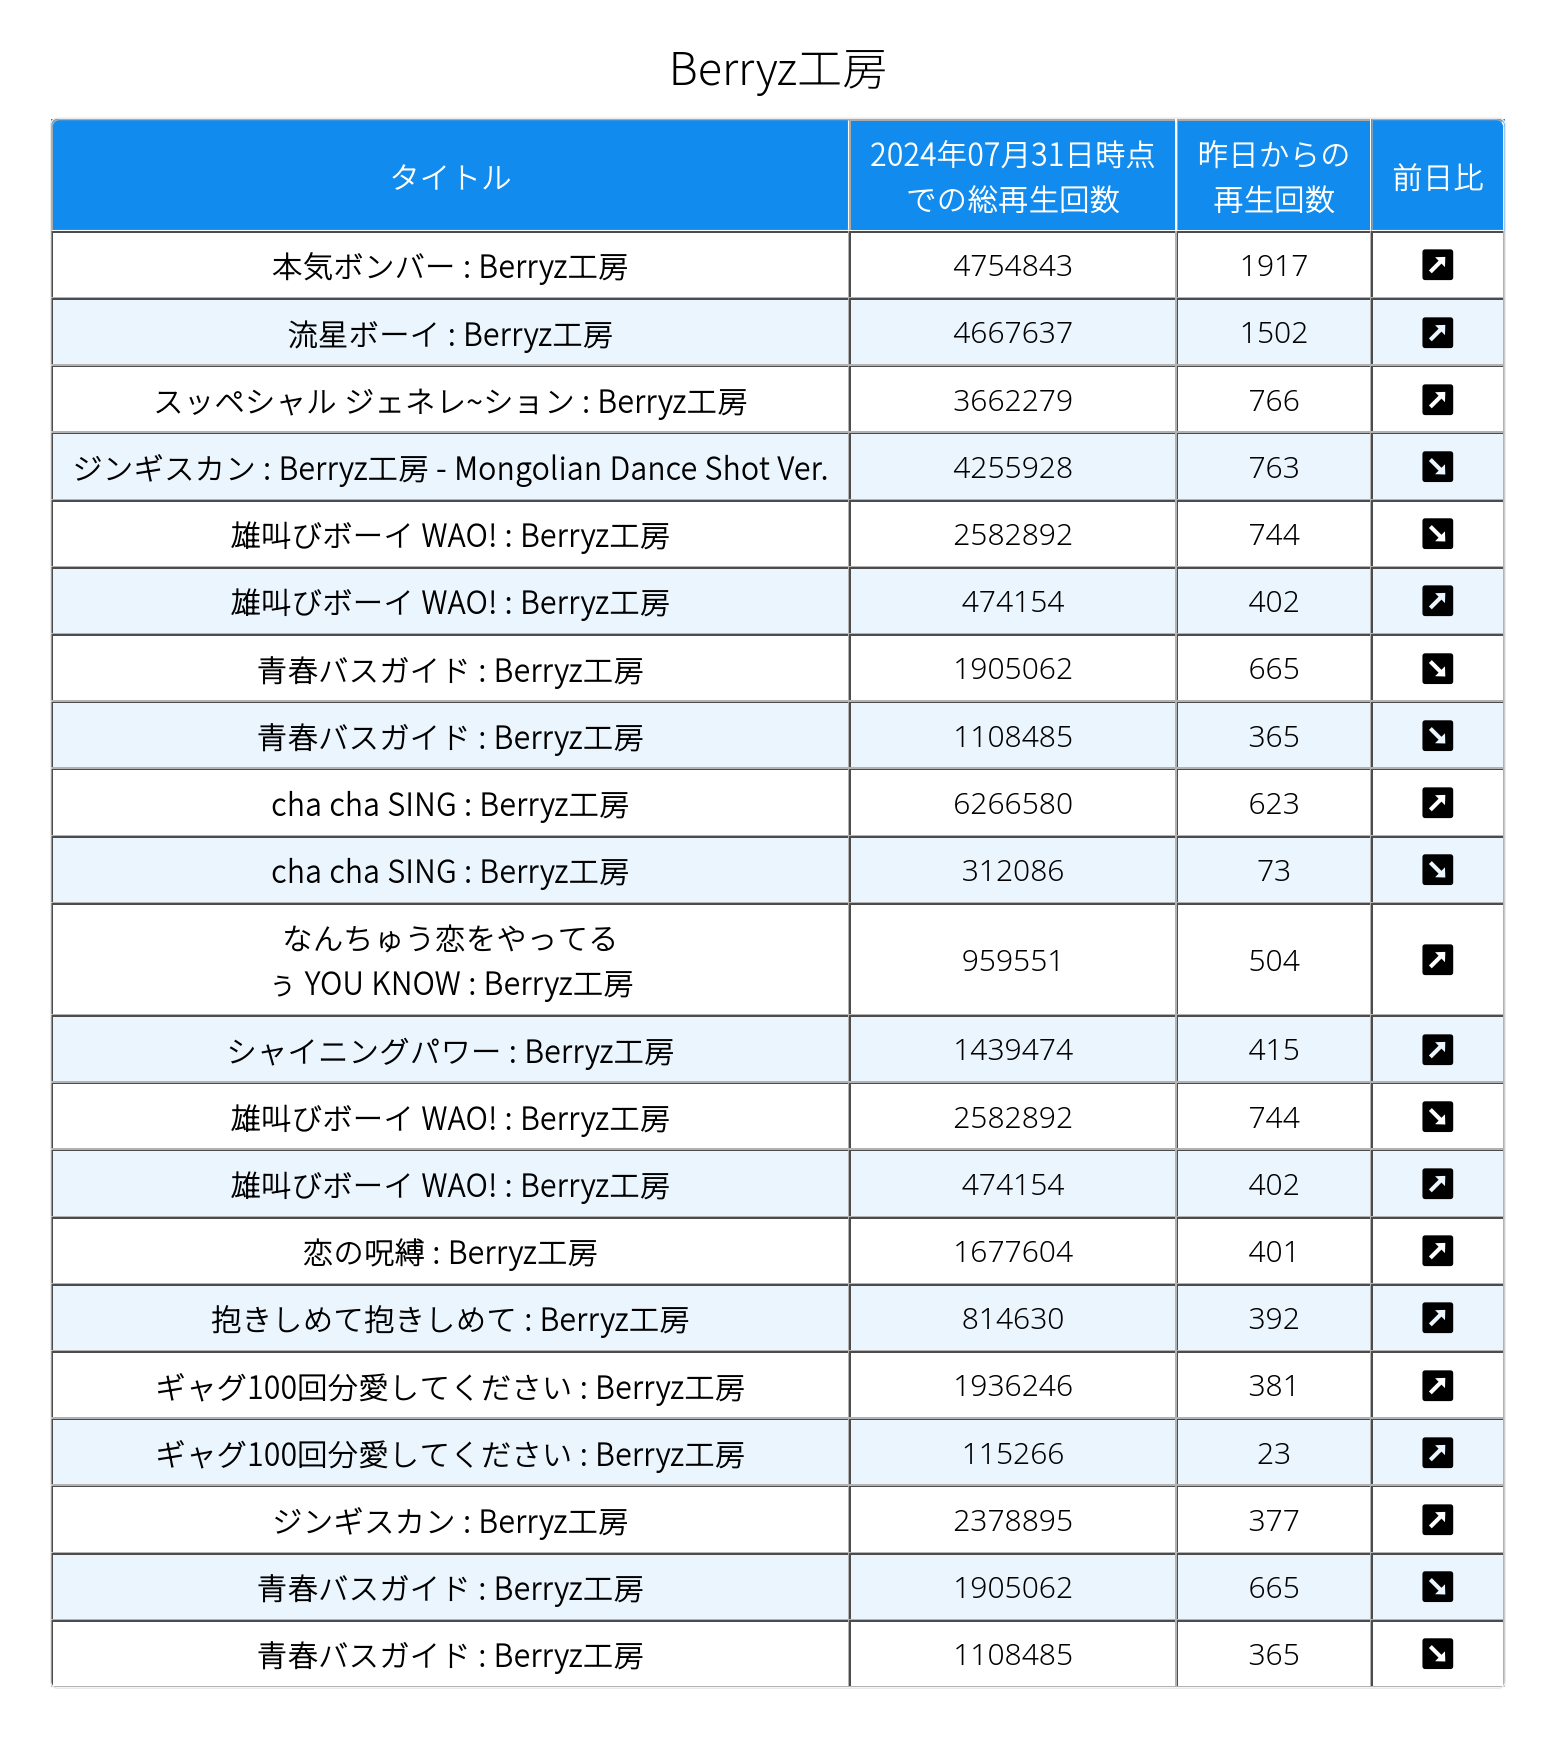 Berryz工房
タイトル 2024年07月31日時点 昨日からの 前日比
での総再生回数 再生回数
本気ボンバー : Berryz工房 4754843 1917
流星ボーイ : Berryz工房 4667637 1502
スッペシャル ジェネレ~ション : Berryz工房 3662279 766
ジンギスカン : Berryz工房 - Mongolian Dance Shot Ver. 4255928 763
雄叫びボーイ WAO! : Berryz工房 2582892 744
雄叫びボーイ WAO! : Berryz工房 474154 402
青春バスガイド : Berryz工房 1905062 665
青春バスガイド : Berryz工房 1108485 365
cha cha SING : Berryz工房 6266580 623
cha cha SING : Berryz工房 312086 73
なんちゅう恋をやってる
ぅ YOU KNOW : Berryz工房 959551 504
シャイニングパワー : Berryz工房 1439474 415
雄叫びボーイ WAO! : Berryz工房 2582892 744
雄叫びボーイ WAO! : Berryz工房 474154 402
恋の呪縛 : Berryz工房 1677604 401
抱きしめて抱きしめて : Berryz工房 814630 392
ギャグ100回分愛してください : Berryz工房 1936246 381
ギャグ100回分愛してください : Berryz工房 115266 23
ジンギスカン : Berryz工房 2378895 377
青春バスガイド : Berryz工房 1905062 665
青春バスガイド : Berryz工房 1108485 365